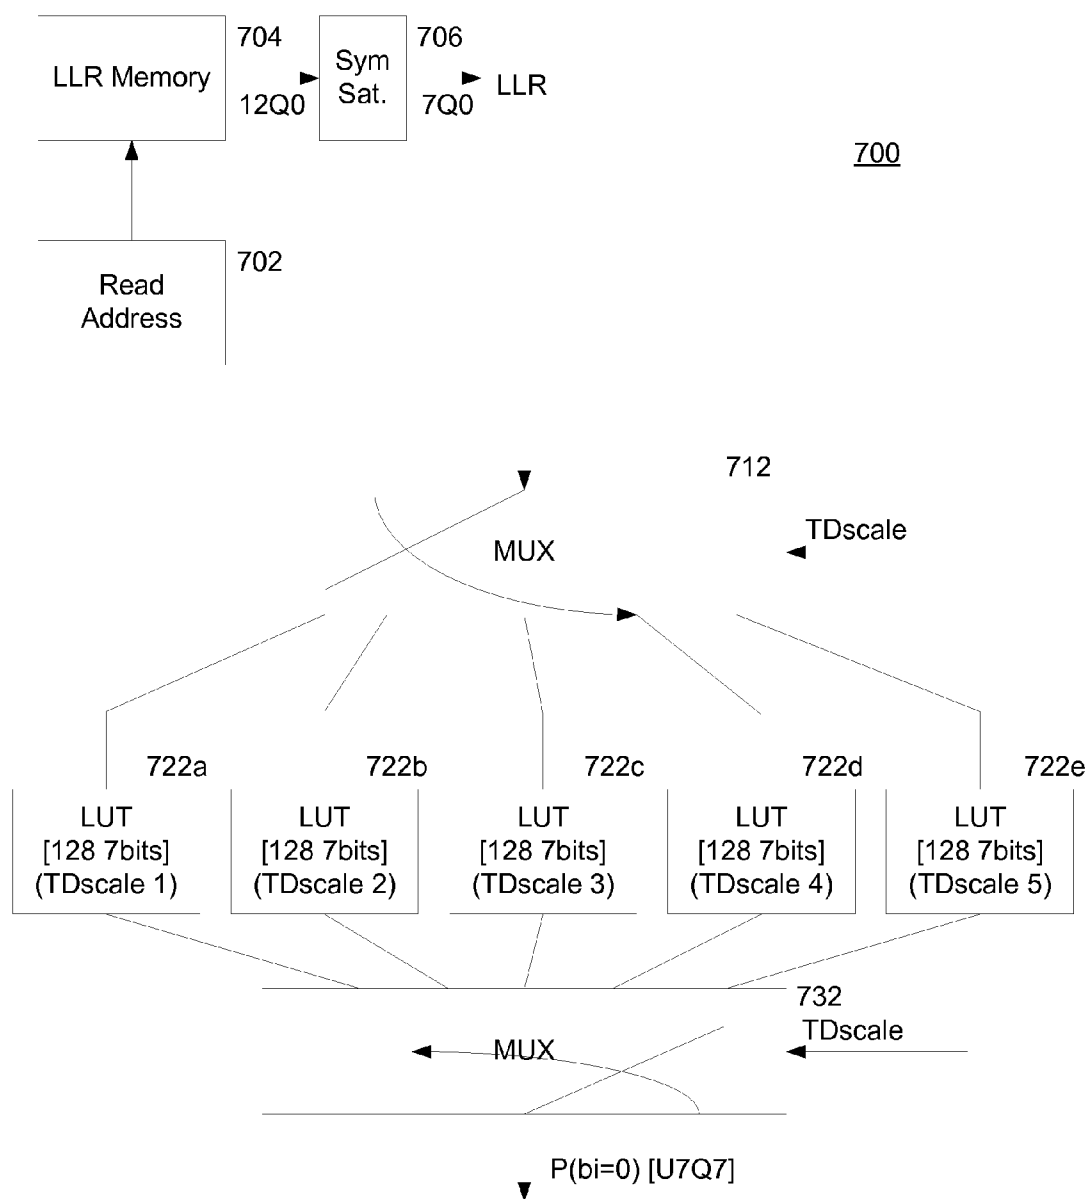 704
706
LLR Memory
Sym
Sat.
12Q0
7Q0
LLR
700
702
Read
Address
712
MUX
TDscale
722a
722b
722c
722d
722e
LUT
[128 7bits]
(TDscale 1)
LUT
[128 7bits]
(TDscale 2)
LUT
[128 7bits]
(TDscale 3)
LUT
[128 7bits]
(TDscale 4)
LUT
[128 7bits]
(TDscale 5)
732
TDscale
MUX
P(bi=0) [U7Q7]